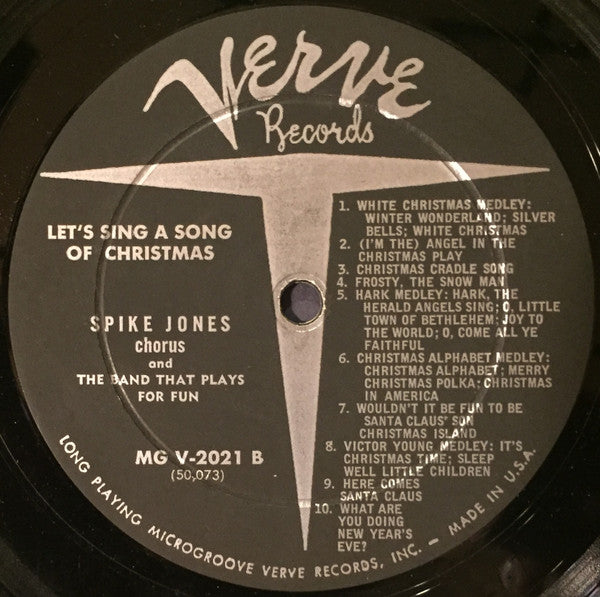 Verve
Records
LET'S SING A SONG
OF CHRISTMAS
SPIKE JONES
chorus
and
THE BAND THAT PLAYS
FOR FUN
MG V-2021 B
(50,073)
1. WHITE CHRISTMAS MEDLEY:
WINTER WONDERLAND; SILVER
BELLS; WHITE CHRISTMAS
2. (I'M THE) ANGEL IN THE
CHRISTMAS PLAY
3. CHRISTMAS CRADLE SONG
4. FROSTY, THE SNOW MAN
5. HARK MEDLEY: HARK, THE
HERALD ANGELS SING; O, LITTLE
TOWN OF BETHLEHEM; JOY TO
THE WORLD; O, COME ALL YE
FAITHFUL
6. CHRISTMAS ALPHABET MEDLEY:
CHRISTMAS ALPHABET; MERRY
CHRISTMAS POLKA; CHRISTMAS
IN AMERICA
7. WOULDN'T IT BE FUN TO BE
SANTA CLAUS' SON
CHRISTMAS ISLAND
8. VICTOR YOUNG MEDLEY: IT'S
CHRISTMAS TIME; SLEEP
WELL LITTLE CHILDREN
9. HERE COMES
SANTA CLAUS
10. WHAT ARE
YOU DOING
NEW YEAR'S
EVE?
LONG PLAYING MICROGROOVE VERVE RECORDS, INC. — MADE IN U.S.A.